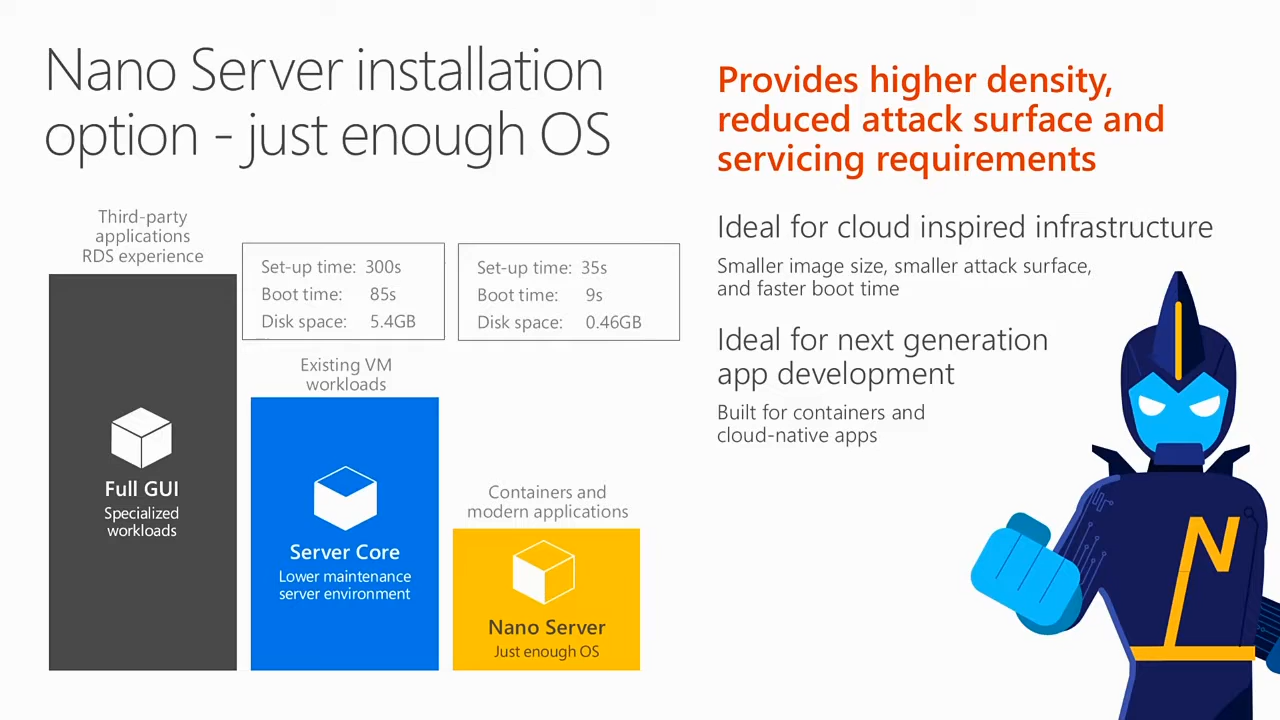 Nano Server installation
option - just enough OS
Provides higher density,
reduced attack surface and
servicing requirements
Third-party
applications
RDS experience
Set-up time: 300s
Boot time: 85s
Disk space: 5.4GB
Set-up time: 35s
Boot time: 9s
Disk space: 0.46GB
Existing VM
workloads
Containers and
modern applications
Full GUI
Specialized
workloads
Server Core
Lower maintenance
server environment
Nano Server
Just enough OS
Ideal for cloud inspired infrastructure
Smaller image size, smaller attack surface,
and faster boot time
Ideal for next generation
app development
Built for containers and
cloud-native apps
N